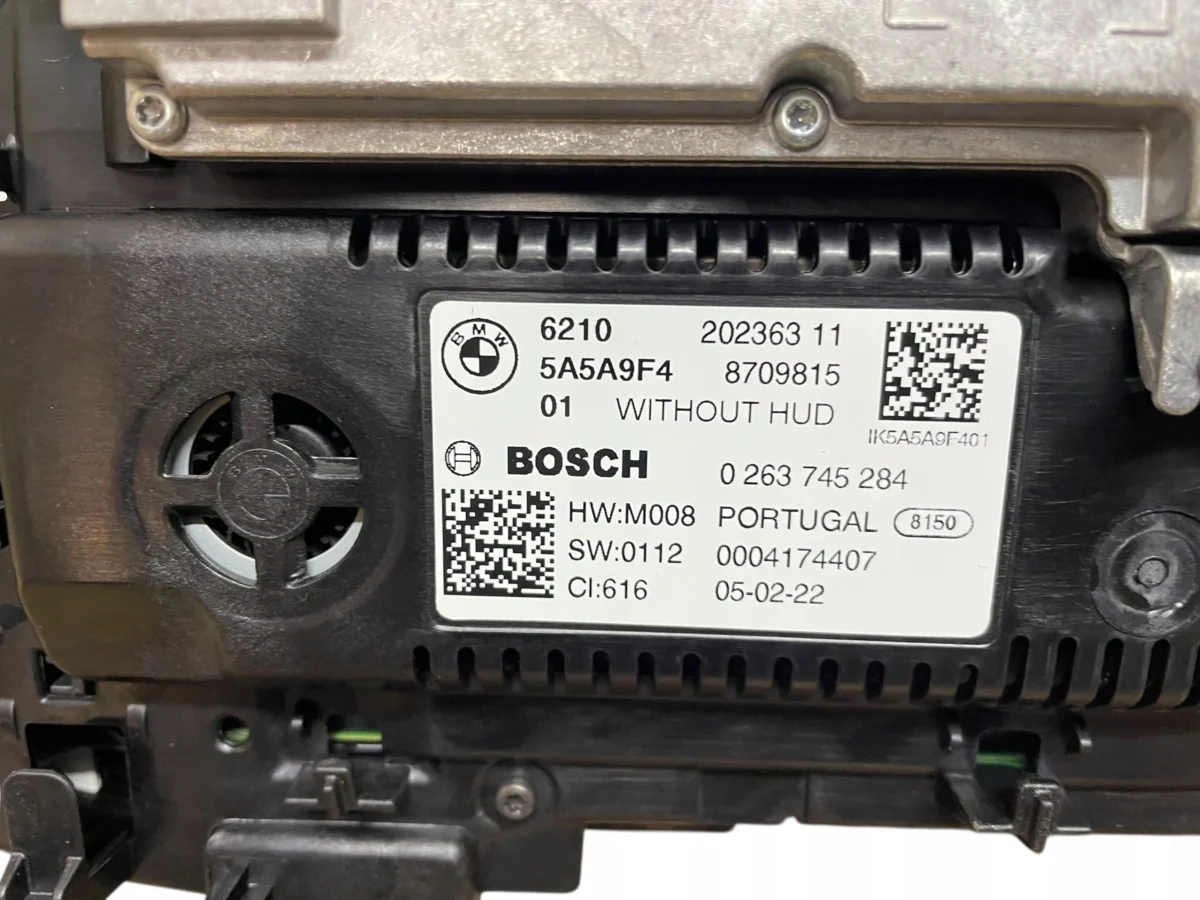 BMW
6210 202363 11
5A5A9F4 8709815
01 WITHOUT HUD
IK5A5A9F401
BOSCH 0 263 745 284
HW:M008 PORTUGAL 8150
SW:0112 0004174407
CI:616 05-02-22